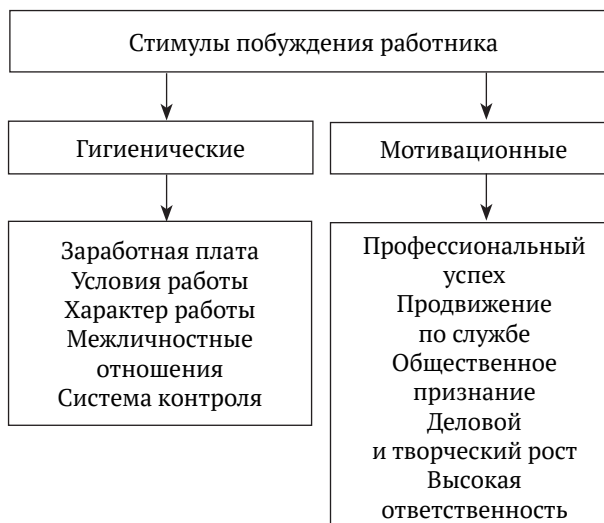 Стимулы побуждения работника
Гигиенические
Мотивационные
Заработная плата
Условия работы
Характер работы
Межличностные
отношения
Система контроля
Профессиональный
успех
Продвижение
по службе
Общественное
признание
Деловой
и творческий рост
Высокая
ответственность